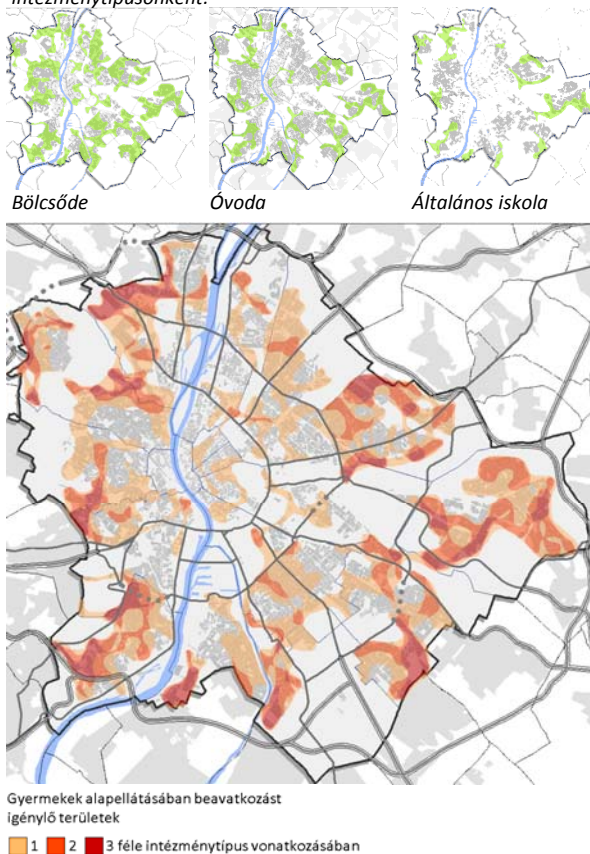 intézménytípusonként:
Bölcsőde
Óvoda
Általános iskola
Gyermekek alapellátásában beavatkozást
igénylő területek
1 2 3 féle intézménytípus vonatkozásában